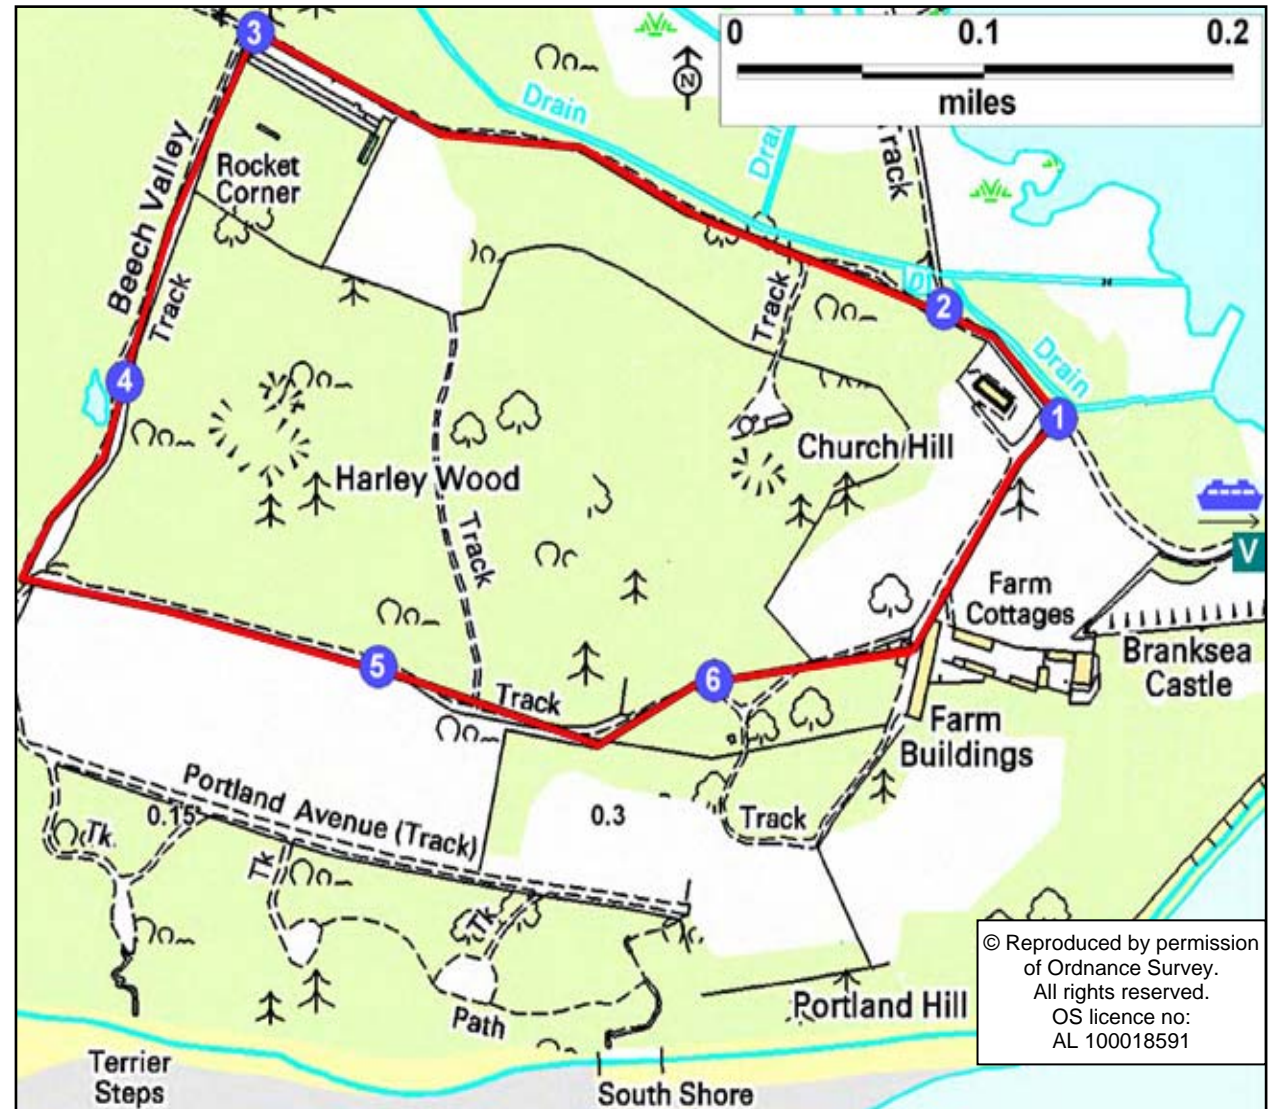 3
0
0.1
0.2
miles
N
Drain
Drain
Track
Rocket
Corner
Beech Valley
Track
D
2
Track
Drain
1
4
Church Hill
Harley Wood
Track
V
Farm
Cottages
Branksea
Castle
5
6
Track
Farm
Buildings
Portland Avenue (Track)
0.15
0.3
Track
Tk.
Tk
Tk
Portland Hill
Path
Terrier
Steps
South Shore
© Reproduced by permission
of Ordnance Survey.
All rights reserved.
OS licence no:
AL 100018591